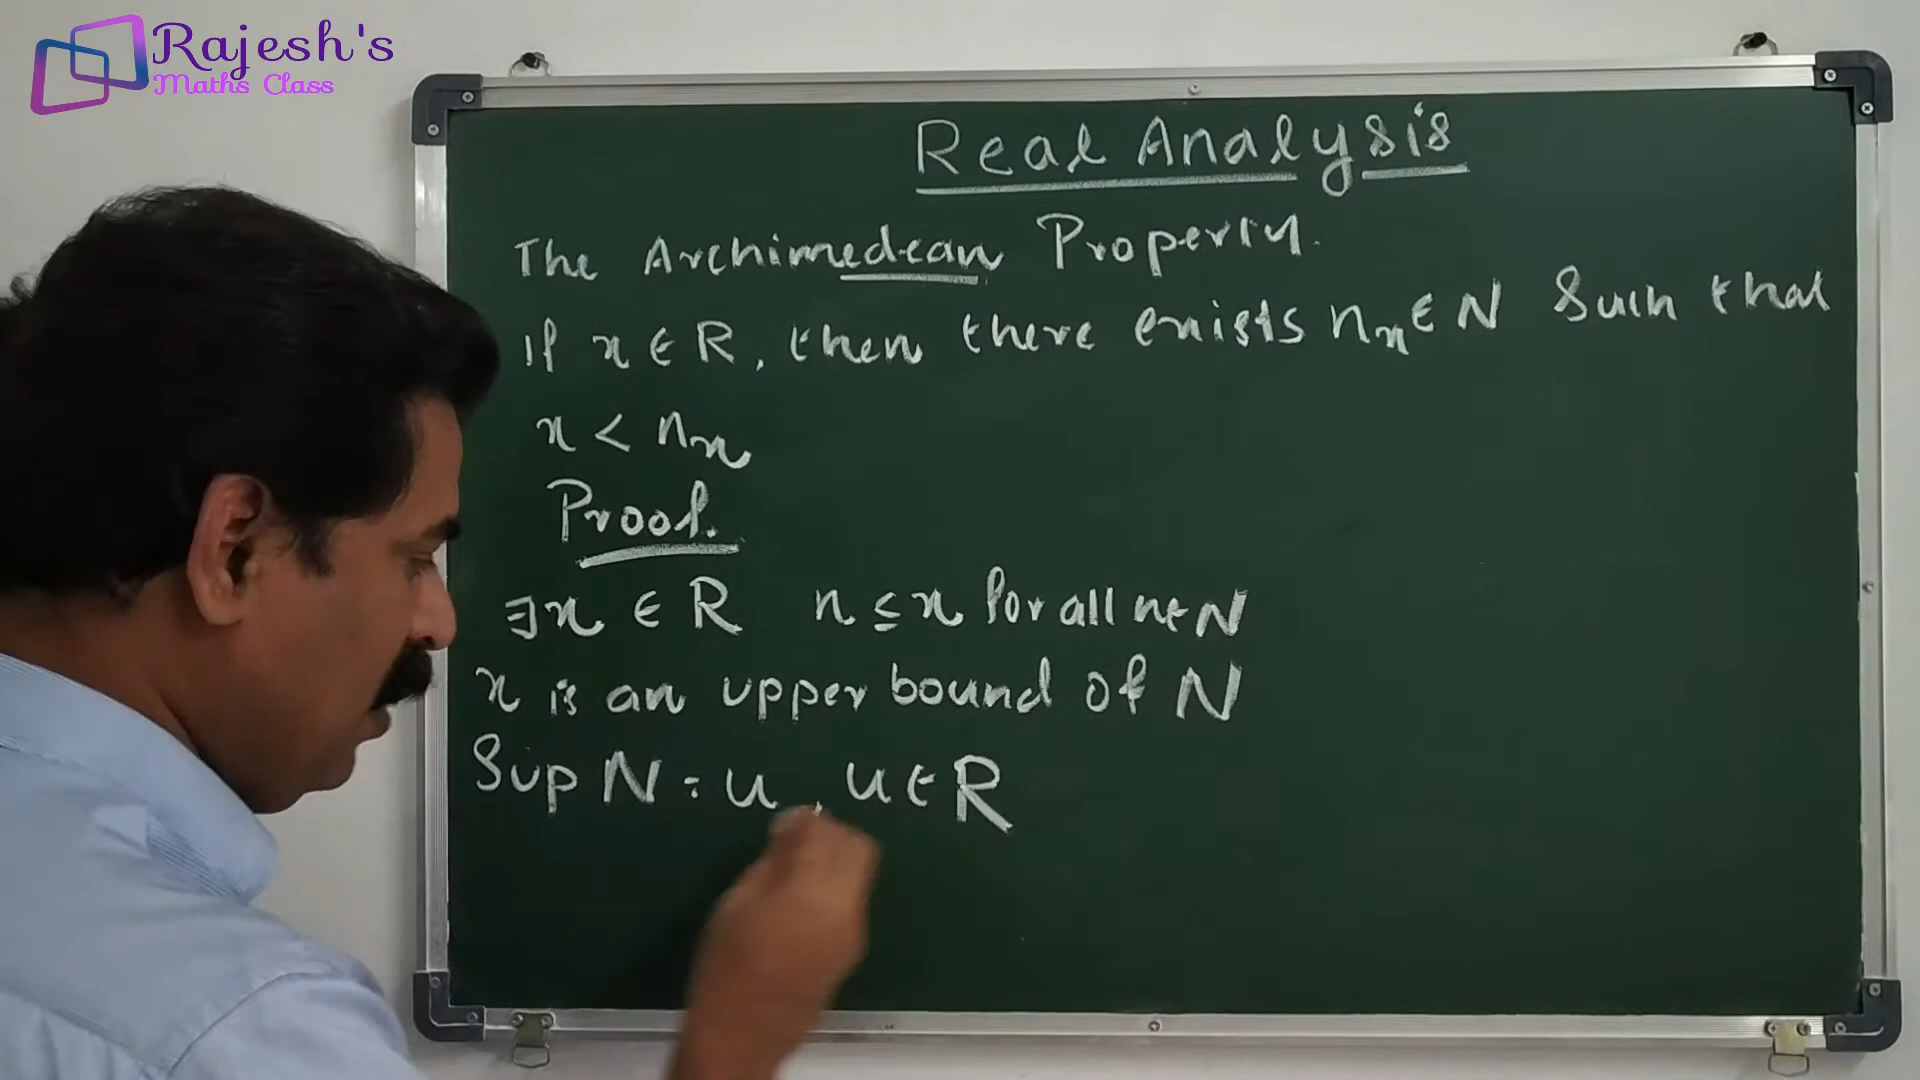 Rajesh's
Maths Class
Real Analysis
The Archimedean Property.
If x ∈ R, then there exists nₓ ∈ N Such that
x < nₓ
Proof.
∃ x ∈ R n ≤ x for all n ∈ N
x is an upper bound of N
Sup N = u, u ∈ R